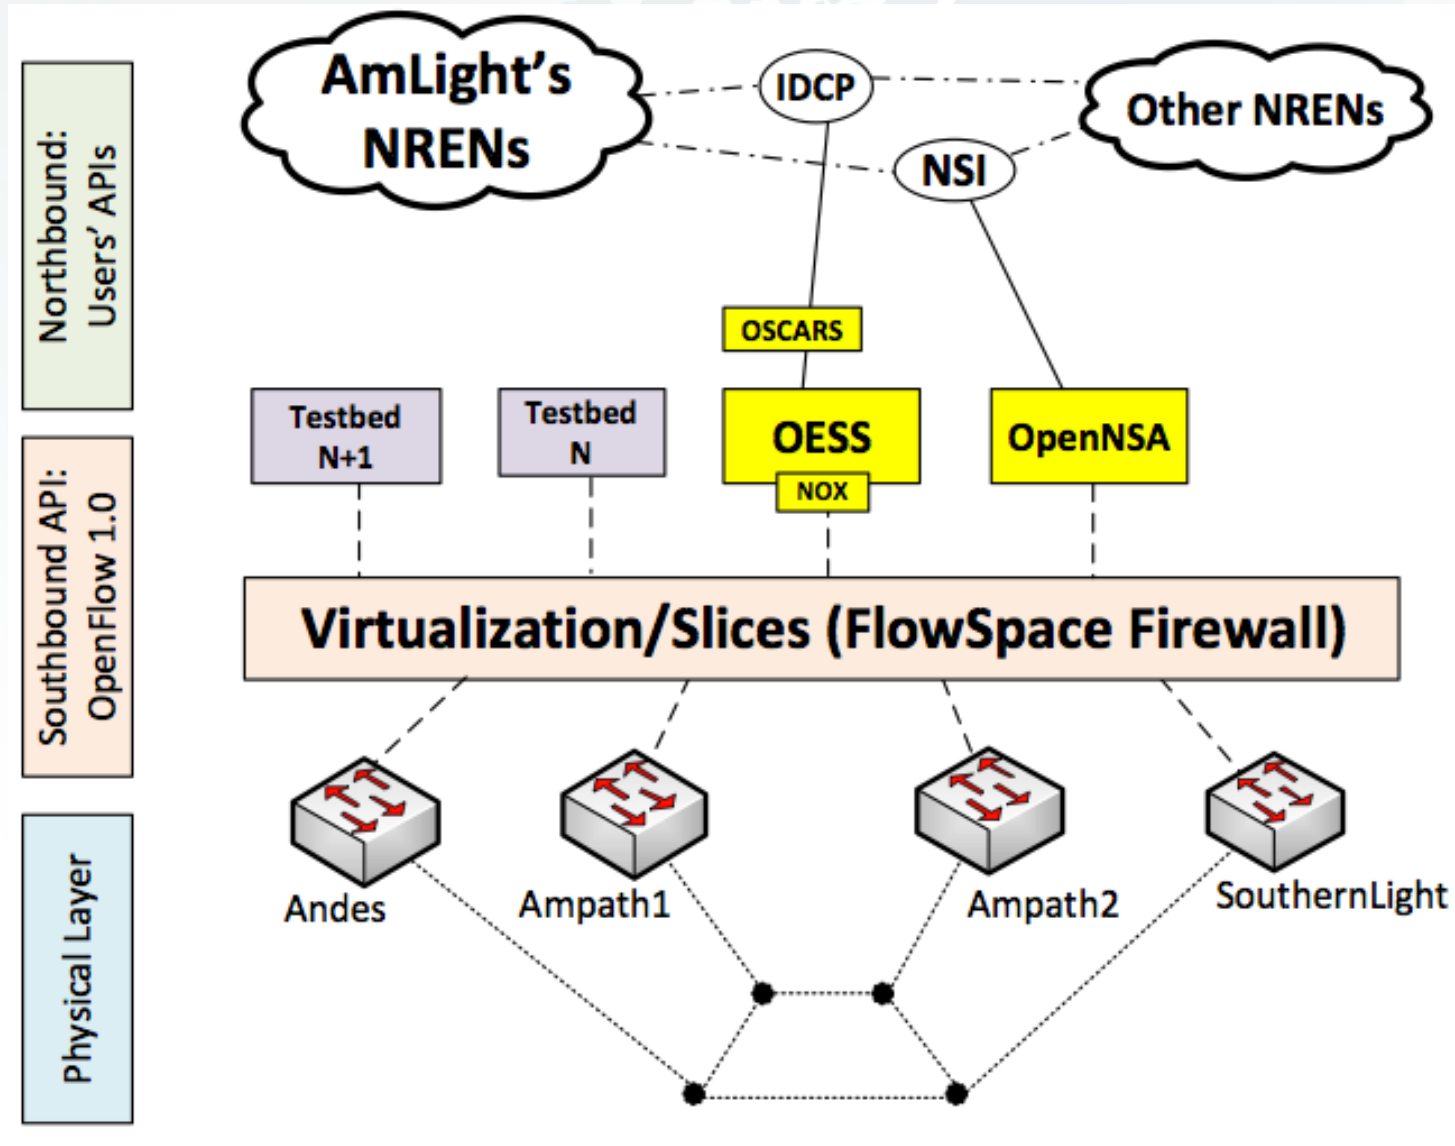 Northbound:
Users' APIs
Southbound API:
OpenFlow 1.0
Physical Layer
AmLight's
NRENs
IDCP
NSI
Other NRENs
OSCARS
Testbed
N+1
Testbed
N
OESS
NOX
OpenNSA
Virtualization/Slices (FlowSpace Firewall)
Andes
Ampath1
Ampath2
SouthernLight